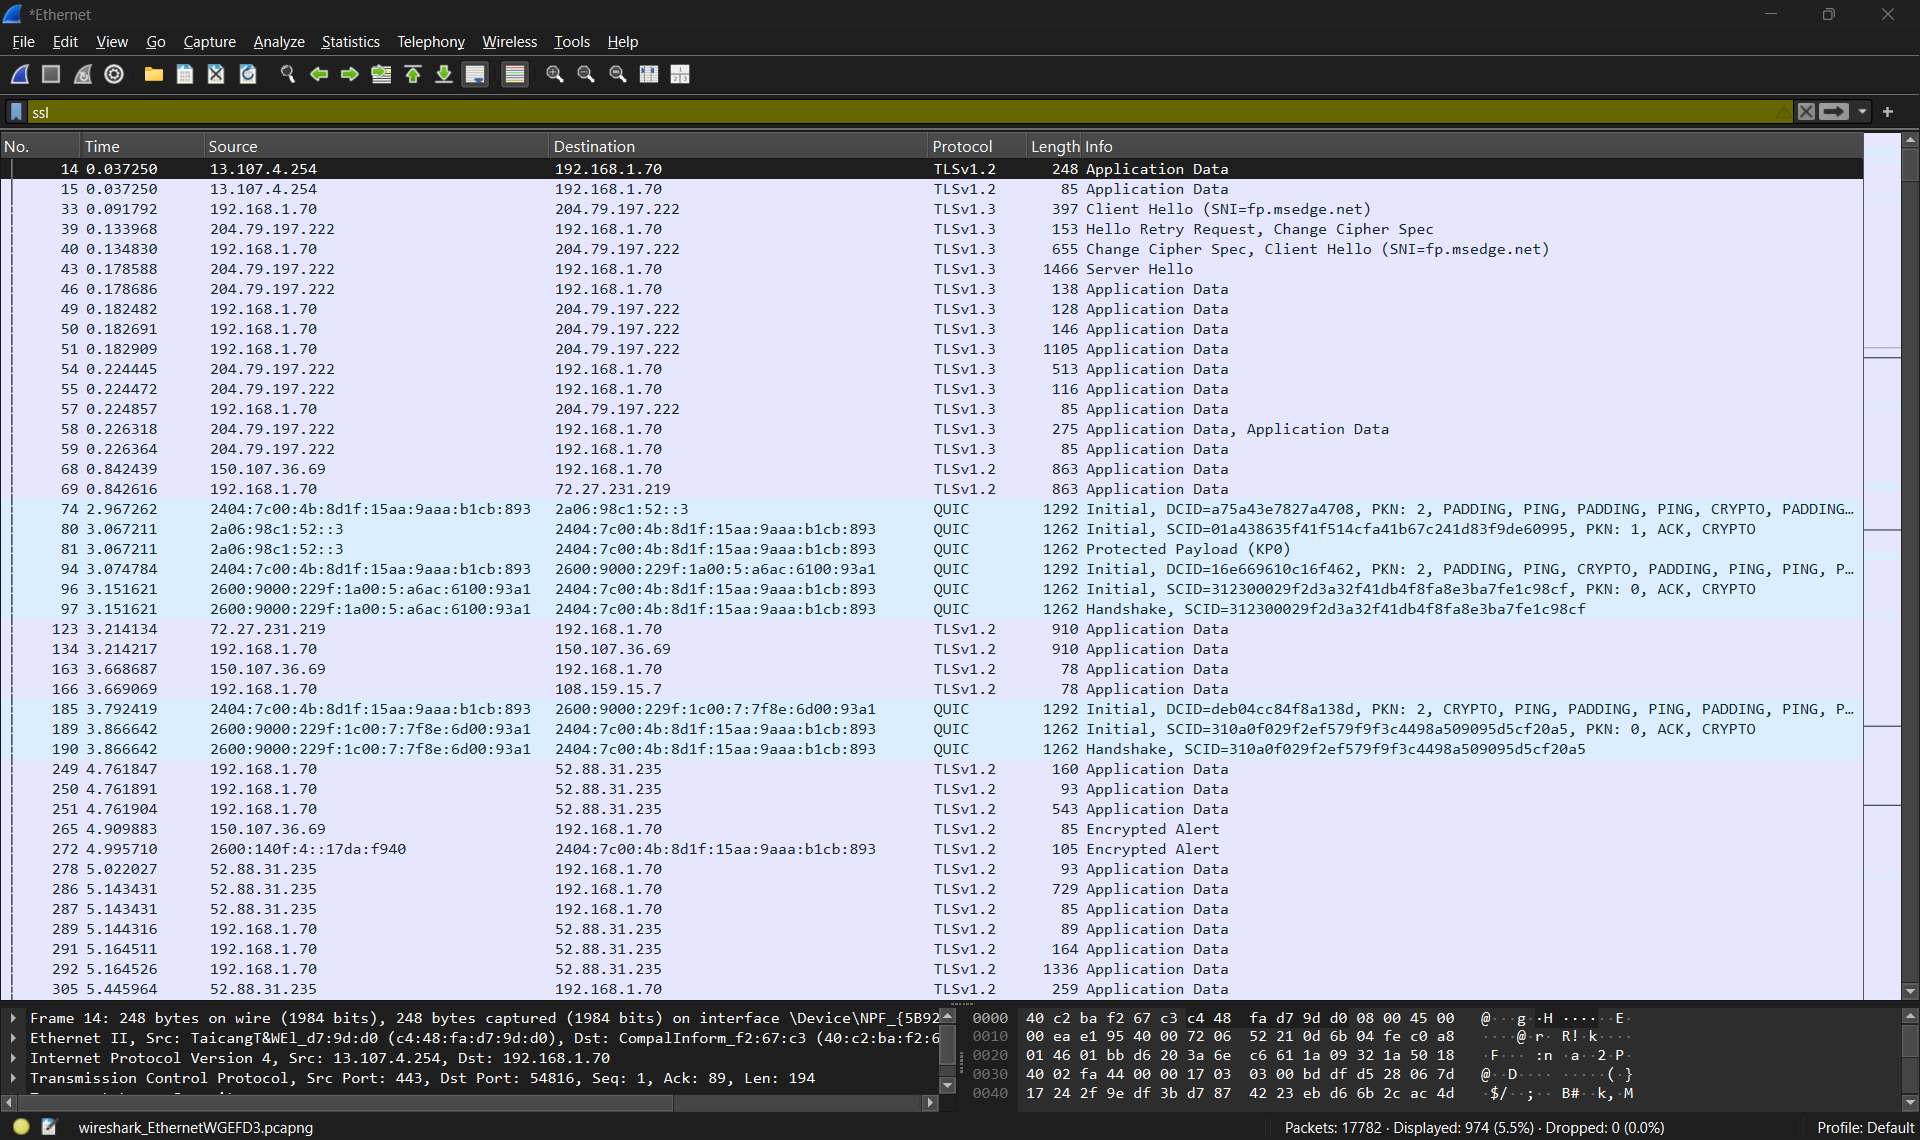 *Ethernet
File Edit View Go Capture Analyze Statistics Telephony Wireless Tools Help
ssl
No. Time Source Destination Protocol Length Info
14 0.037250 13.107.4.254 192.168.1.70 TLSv1.2 248 Application Data
15 0.037250 13.107.4.254 192.168.1.70 TLSv1.2 85 Application Data
33 0.091792 192.168.1.70 204.79.197.222 TLSv1.3 397 Client Hello (SNI=fp.msedge.net)
39 0.133968 204.79.197.222 192.168.1.70 TLSv1.3 153 Hello Retry Request, Change Cipher Spec
40 0.134830 192.168.1.70 204.79.197.222 TLSv1.3 655 Change Cipher Spec, Client Hello (SNI=fp.msedge.net)
43 0.178588 204.79.197.222 192.168.1.70 TLSv1.3 1466 Server Hello
46 0.178686 204.79.197.222 192.168.1.70 TLSv1.3 138 Application Data
49 0.182482 192.168.1.70 204.79.197.222 TLSv1.3 128 Application Data
50 0.182691 192.168.1.70 204.79.197.222 TLSv1.3 146 Application Data
51 0.182909 192.168.1.70 204.79.197.222 TLSv1.3 1105 Application Data
54 0.224445 204.79.197.222 192.168.1.70 TLSv1.3 513 Application Data
55 0.224472 204.79.197.222 192.168.1.70 TLSv1.3 116 Application Data
57 0.224857 192.168.1.70 204.79.197.222 TLSv1.3 85 Application Data
58 0.226318 204.79.197.222 192.168.1.70 TLSv1.3 275 Application Data, Application Data
59 0.226364 204.79.197.222 192.168.1.70 TLSv1.3 85 Application Data
68 0.842439 150.107.36.69 192.168.1.70 TLSv1.2 863 Application Data
69 0.842616 192.168.1.70 72.27.231.219 TLSv1.2 863 Application Data
74 2.967262 2404:7c00:4b:8d1f:15aa:9aaa:b1cb:893 2a06:98c1:52::3 QUIC 1292 Initial, DCID=a75a43e7827a4708, PKN: 2, PADDING, PING, PADDING, PING, CRYPTO, PADDING…
80 3.067211 2a06:98c1:52::3 2404:7c00:4b:8d1f:15aa:9aaa:b1cb:893 QUIC 1262 Initial, SCID=01a438635f41f514cfa41b67c241d83f9de60995, PKN: 1, ACK, CRYPTO
81 3.067211 2a06:98c1:52::3 2404:7c00:4b:8d1f:15aa:9aaa:b1cb:893 QUIC 1262 Protected Payload (KP0)
94 3.074784 2404:7c00:4b:8d1f:15aa:9aaa:b1cb:893 2600:9000:229f:1a00:5:a6ac:6100:93a1 QUIC 1292 Initial, DCID=16e669610c16f462, PKN: 2, PADDING, PING, CRYPTO, PADDING, PING, PING, P…
96 3.151621 2600:9000:229f:1a00:5:a6ac:6100:93a1 2404:7c00:4b:8d1f:15aa:9aaa:b1cb:893 QUIC 1262 Initial, SCID=312300029f2d3a32f41db4f8fa8e3ba7fe1c98cf, PKN: 0, ACK, CRYPTO
97 3.151621 2600:9000:229f:1a00:5:a6ac:6100:93a1 2404:7c00:4b:8d1f:15aa:9aaa:b1cb:893 QUIC 1262 Handshake, SCID=312300029f2d3a32f41db4f8fa8e3ba7fe1c98cf
123 3.214134 72.27.231.219 192.168.1.70 TLSv1.2 910 Application Data
134 3.214217 192.168.1.70 150.107.36.69 TLSv1.2 910 Application Data
163 3.668687 150.107.36.69 192.168.1.70 TLSv1.2 78 Application Data
166 3.669069 192.168.1.70 108.159.15.7 TLSv1.2 78 Application Data
185 3.792419 2404:7c00:4b:8d1f:15aa:9aaa:b1cb:893 2600:9000:229f:1c00:7:7f8e:6d00:93a1 QUIC 1292 Initial, DCID=deb04cc84f8a138d, PKN: 2, CRYPTO, PING, PADDING, PING, PADDING, PING, P…
189 3.866642 2600:9000:229f:1c00:7:7f8e:6d00:93a1 2404:7c00:4b:8d1f:15aa:9aaa:b1cb:893 QUIC 1262 Initial, SCID=310a0f029f2ef579f9f3c4498a509095d5cf20a5, PKN: 0, ACK, CRYPTO
190 3.866642 2600:9000:229f:1c00:7:7f8e:6d00:93a1 2404:7c00:4b:8d1f:15aa:9aaa:b1cb:893 QUIC 1262 Handshake, SCID=310a0f029f2ef579f9f3c4498a509095d5cf20a5
249 4.761847 192.168.1.70 52.88.31.235 TLSv1.2 160 Application Data
250 4.761891 192.168.1.70 52.88.31.235 TLSv1.2 93 Application Data
251 4.761904 192.168.1.70 52.88.31.235 TLSv1.2 543 Application Data
265 4.909883 150.107.36.69 192.168.1.70 TLSv1.2 85 Encrypted Alert
272 4.995710 2600:140f:4::17da:f940 2404:7c00:4b:8d1f:15aa:9aaa:b1cb:893 TLSv1.2 105 Encrypted Alert
278 5.022027 52.88.31.235 192.168.1.70 TLSv1.2 93 Application Data
286 5.143431 52.88.31.235 192.168.1.70 TLSv1.2 729 Application Data
287 5.143431 52.88.31.235 192.168.1.70 TLSv1.2 85 Application Data
289 5.144316 192.168.1.70 52.88.31.235 TLSv1.2 89 Application Data
291 5.164511 192.168.1.70 52.88.31.235 TLSv1.2 164 Application Data
292 5.164526 192.168.1.70 52.88.31.235 TLSv1.2 1336 Application Data
305 5.445964 52.88.31.235 192.168.1.70 TLSv1.2 259 Application Data
Frame 14: 248 bytes on wire (1984 bits), 248 bytes captured (1984 bits) on interface \Device\NPF_{5B92
Ethernet II, Src: TaicangT&WEl_d7:9d:d0 (c4:48:fa:d7:9d:d0), Dst: CompalInform_f2:67:c3 (40:c2:ba:f2:6
Internet Protocol Version 4, Src: 13.107.4.254, Dst: 192.168.1.70
Transmission Control Protocol, Src Port: 443, Dst Port: 54816, Seq: 1, Ack: 89, Len: 194
0000 40 c2 ba f2 67 c3 c4 48 fa d7 9d d0 08 00 45 00 @···g··H ······E·
0010 00 ea e1 95 40 00 72 06 52 21 0d 6b 04 fe c0 a8 ····@·r· R!·k····
0020 01 46 01 bb d6 20 3a 6e c6 61 1a 09 32 1a 50 18 ·F··· :n ·a··2·P·
0030 40 02 fa 44 00 00 17 03 03 00 bd df d5 28 06 7d @··D···· ·····(·}
0040 17 24 2f 9e df 3b d7 87 42 23 eb d6 6b 2c ac 4d ·$/··;·· B#··k,·M
wireshark_EthernetWGEFD3.pcapng
Packets: 17782 · Displayed: 974 (5.5%) · Dropped: 0 (0.0%)
Profile: Default